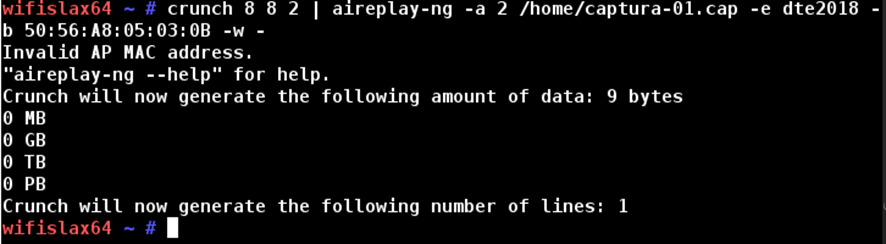 wifislax64 ~ # crunch 8 8 2 | aireplay-ng -a 2 /home/captura-01.cap -e dte2018 -
b 50:56:A8:05:03:0B -w -
Invalid AP MAC address.
"aireplay-ng --help" for help.
Crunch will now generate the following amount of data: 9 bytes
0 MB
0 GB
0 TB
0 PB
Crunch will now generate the following number of lines: 1
wifislax64 ~ #